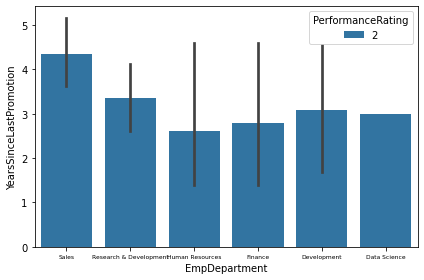 PerformanceRating
2
YearsSinceLastPromotion
5
4
3
2
1
0
Sales
Research & Development
Human Resources
Finance
Development
Data Science
EmpDepartment